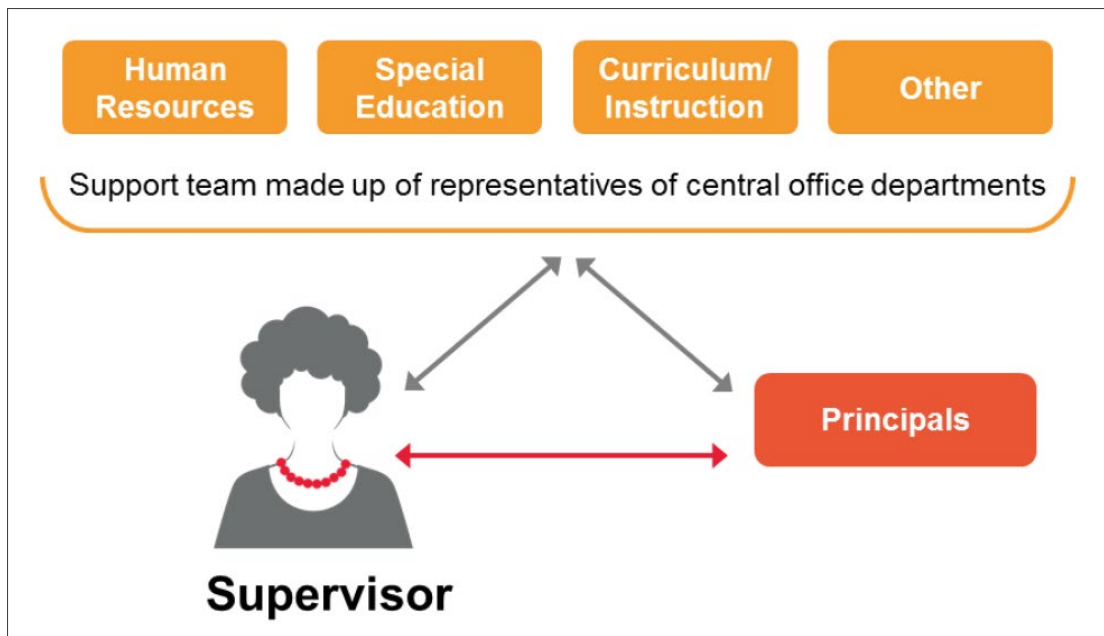 Human
Resources
Special
Education
Curriculum/
Instruction
Other
Support team made up of representatives of central office departments
Principals
Supervisor